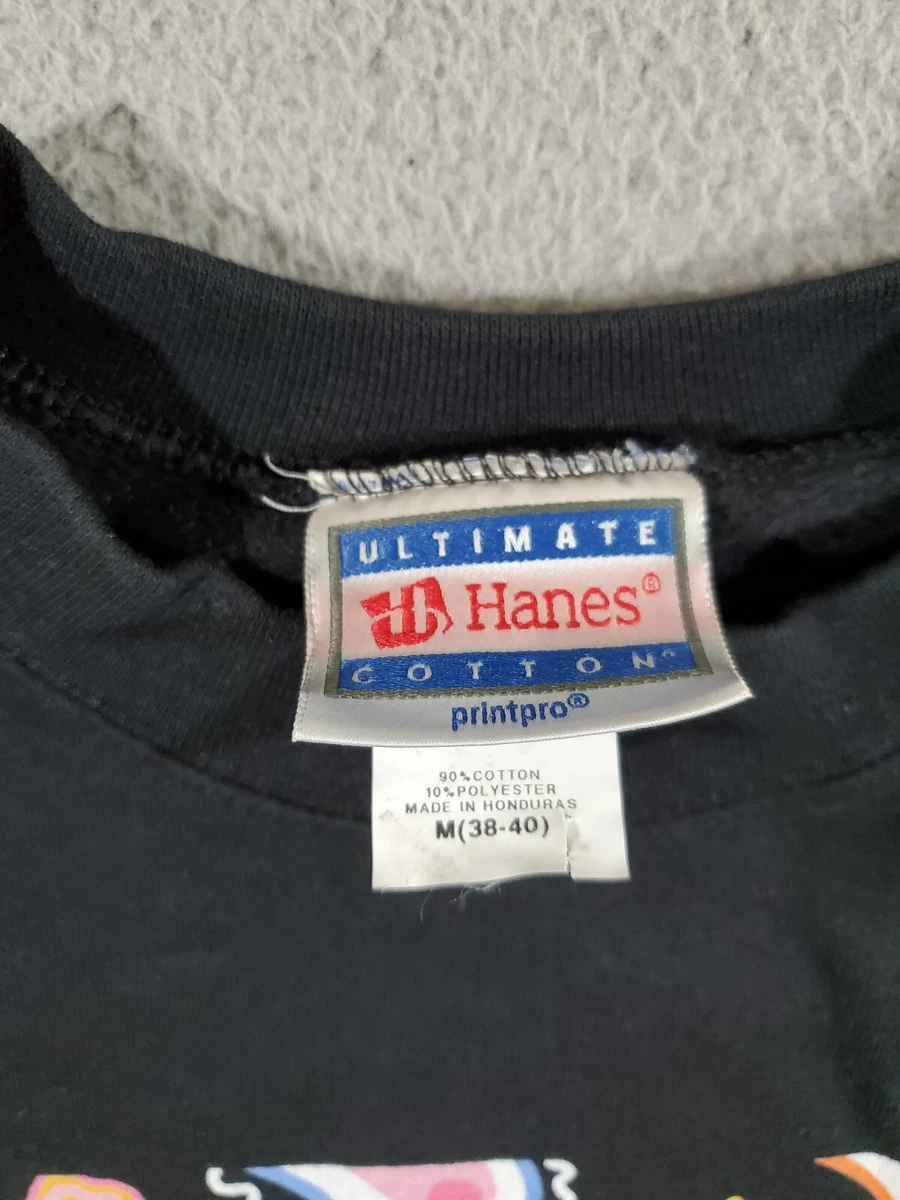 ULTIMATE
Hanes®
COTTON
printpro®
90%COTTON
10%POLYESTER
MADE IN HONDURAS
M(38-40)